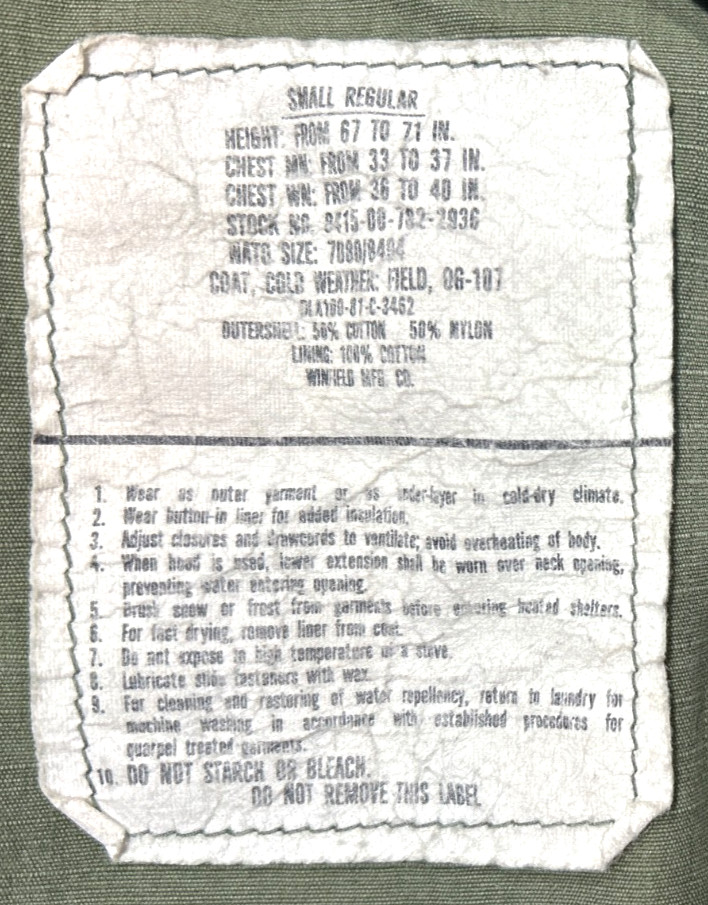 SMALL REGULAR
HEIGHT: FROM 67 TO 71 IN.
CHEST MN: FROM 33 TO 37 IN.
CHEST WN: FROM 36 TO 40 IN.
STOCK NO. 8415-00-782-2936
NATO SIZE: 7080/8494
COAT, COLD WEATHER: FIELD, OG-107
DLA100-81-C-3462
OUTERSHELL: 50% COTTON 50% NYLON
LINING: 100% COTTON
WINFIELD MFG. CO.
1. Wear as outer garment or as under-layer in cold-dry climate.
2. Wear button-in liner for added insulation.
3. Adjust closures and drawcords to ventilate; avoid overheating of body.
4. When hood is used, lower extension shall be worn over neck opening,
preventing water entering opening.
5. Brush snow or frost from garments before entering heated shelters.
6. For fast drying, remove liner from coat.
7. Do not expose to high temperature of a stove.
8. Lubricate slide fasteners with wax.
9. For cleaning and restoring of water repellency, return to laundry for
machine washing in accordance with established procedures for
quarpel treated garments.
10. DO NOT STARCH OR BLEACH.
DO NOT REMOVE THIS LABEL